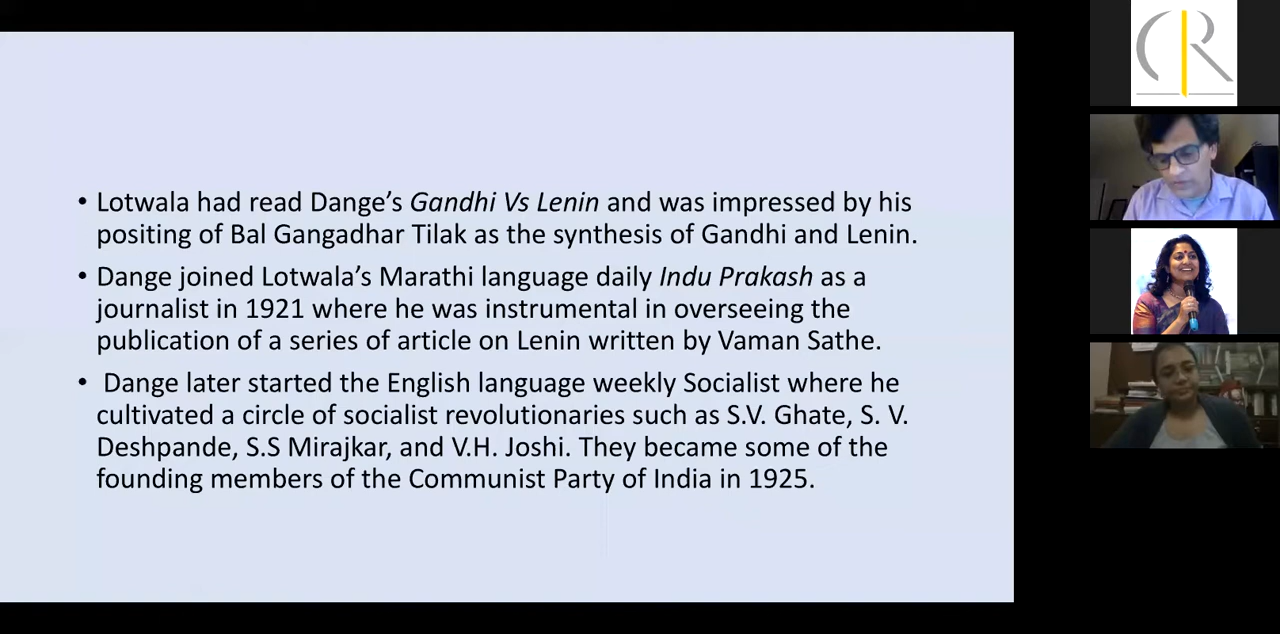 • Lotwala had read Dange’s Gandhi Vs Lenin and was impressed by his
positing of Bal Gangadhar Tilak as the synthesis of Gandhi and Lenin.
• Dange joined Lotwala’s Marathi language daily Indu Prakash as a
journalist in 1921 where he was instrumental in overseeing the
publication of a series of article on Lenin written by Vaman Sathe.
• Dange later started the English language weekly Socialist where he
cultivated a circle of socialist revolutionaries such as S.V. Ghate, S. V.
Deshpande, S.S Mirajkar, and V.H. Joshi. They became some of the
founding members of the Communist Party of India in 1925.